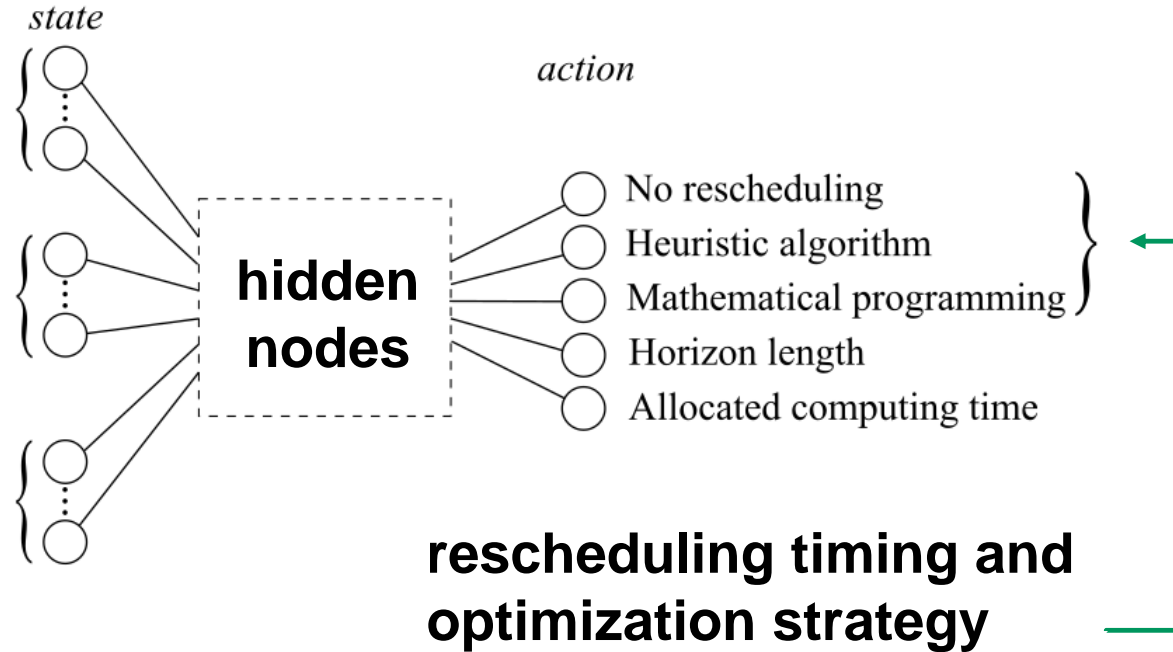 state
action
No rescheduling
Heuristic algorithm
Mathematical programming
Horizon length
Allocated computing time
hidden
nodes
rescheduling timing and
optimization strategy